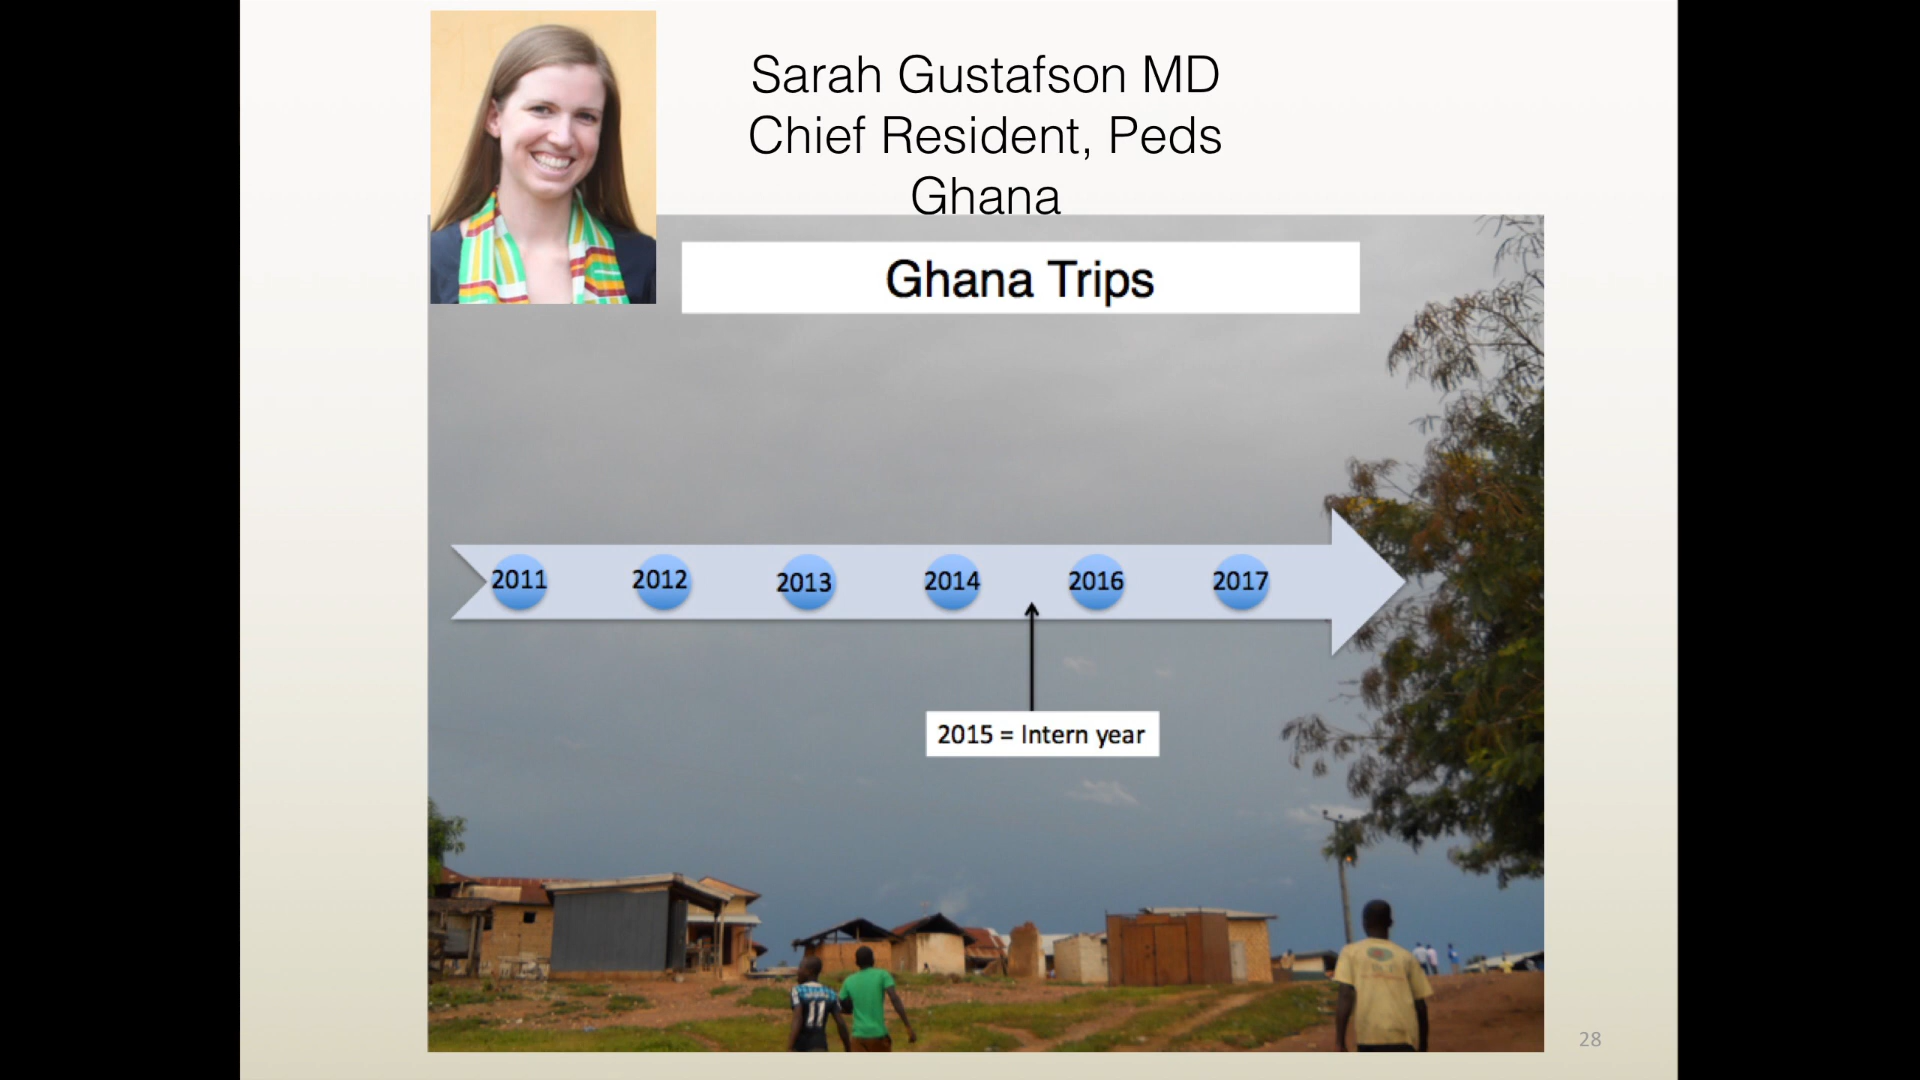 Sarah Gustafson MD
Chief Resident, Peds
Ghana
Ghana Trips
2011 2012 2013 2014 2016 2017
2015 = Intern year
11
28